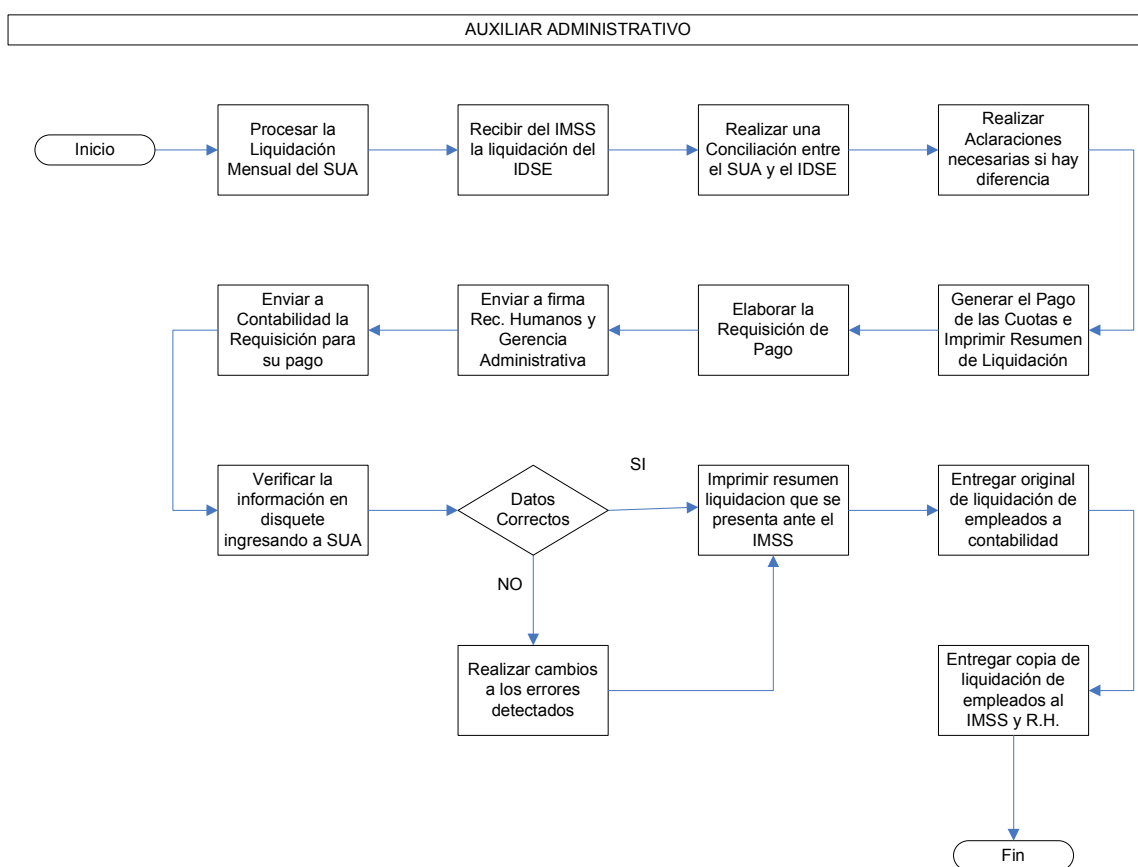 AUXILIAR ADMINISTRATIVO
Inicio
Procesar la
Liquidación
Mensual del SUA
Recibir del IMSS
la liquidación del
IDSE
Realizar una
Conciliación entre
el SUA y el IDSE
Realizar
Aclaraciones
necesarias si hay
diferencia
Enviar a
Contabilidad la
Requisición para
su pago
Enviar a firma
Rec. Humanos y
Gerencia
Administrativa
Elaborar la
Requisición de
Pago
Generar el Pago
de las Cuotas e
Imprimir Resumen
de Liquidación
Verificar la
información en
disquete
ingresando a SUA
Datos
Correctos
SI
NO
Imprimir resumen
liquidacion que se
presenta ante el
IMSS
Entregar original
de liquidación de
empleados a
contabilidad
Realizar cambios
a los errores
detectados
Entregar copia de
liquidación de
empleados al
IMSS y R.H.
Fin